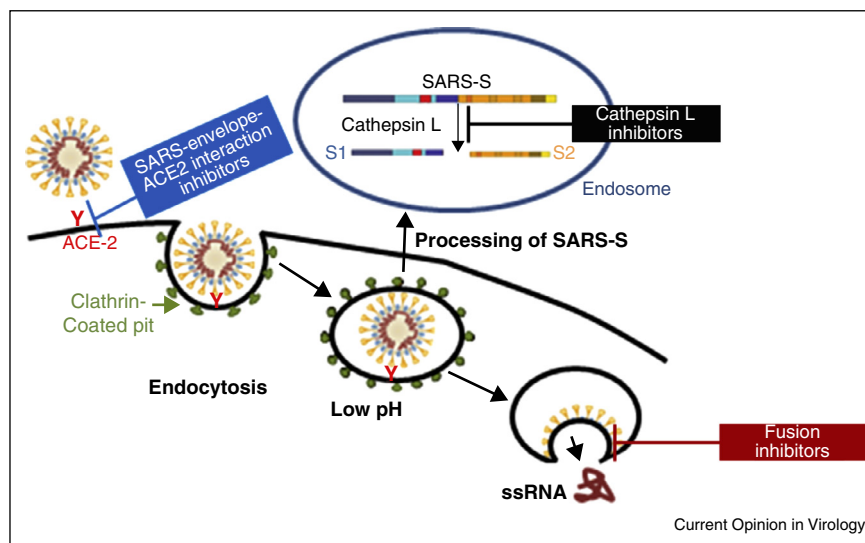 SARS-S
Cathepsin L
S1
S2
Cathepsin L
inhibitors
Endosome
SARS-envelope-
ACE2 interaction
inhibitors
Y
ACE-2
Processing of SARS-S
Y
Clathrin-
Coated pit
Y
Endocytosis
Low pH
Fusion
inhibitors
ssRNA
Current Opinion in Virology